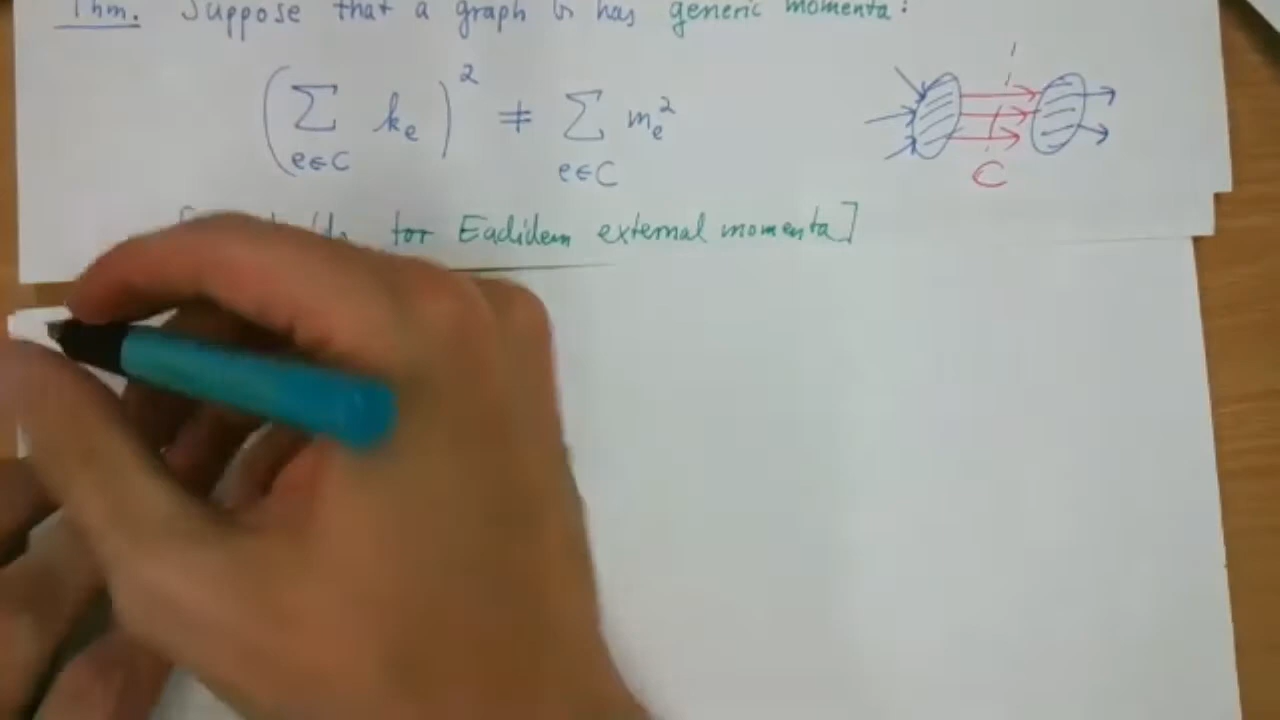 Thm. Suppose that a graph G has generic momenta:
(∑_{e∈C} k_e)² ≠ ∑_{e∈C} m_e²
C
for Euclidean external momenta]